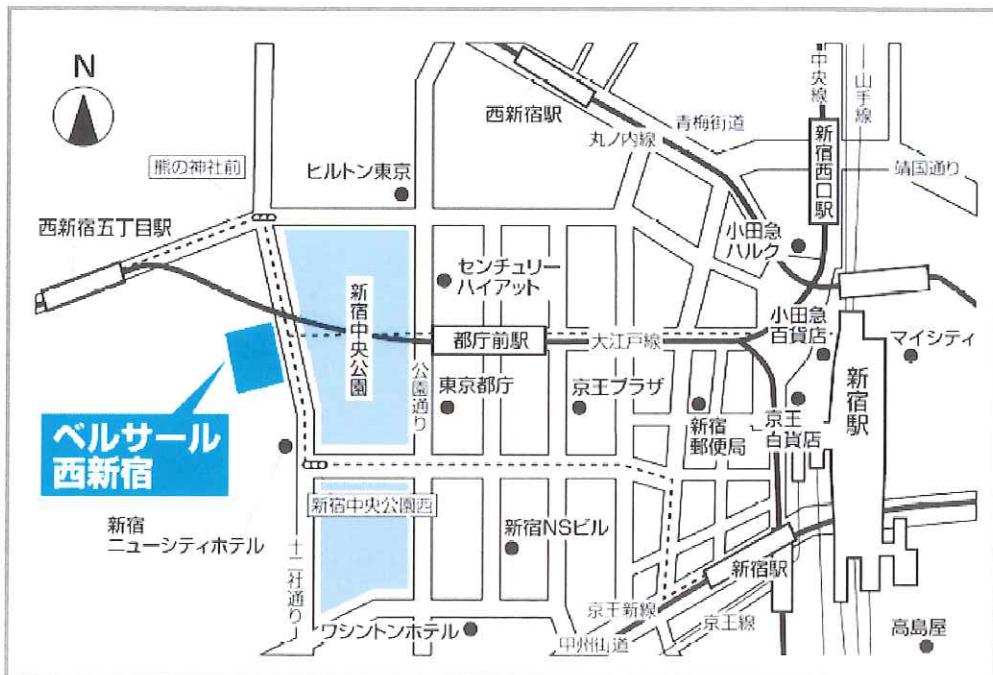 N
熊の神社前
西新宿五丁目駅
ヒルトン東京
西新宿駅
丸ノ内線
青梅街道
中央線
山手線
新宿西口駅
靖国通り
小田急
ハルク
センチュリー
ハイアット
新宿中央公園
都庁前駅
大江戸線
小田急
百貨店
マイシティ
新宿駅
公園通り
東京都庁
京王プラザ
新宿
郵便局
京王
百貨店
ベルサール
西新宿
新宿中央公園西
新宿
ニューシティホテル
十二社通り
新宿NSビル
新宿駅
京王新線
京王線
甲州街道
ワシントンホテル
高島屋